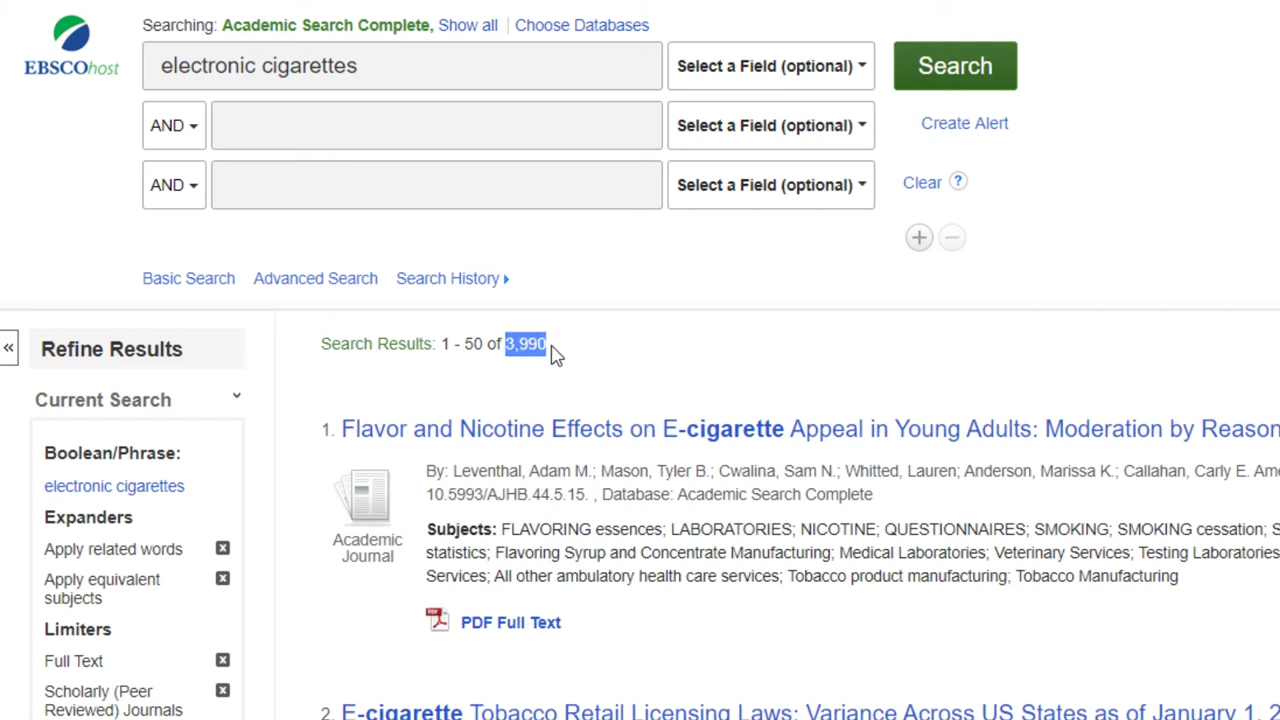 Searching: Academic Search Complete, Show all Choose Databases
EBSCOhost
electronic cigarettes Select a Field (optional) Search
AND Select a Field (optional) Create Alert
AND Select a Field (optional) Clear ?
Basic Search Advanced Search Search History
« Refine Results
Current Search
Boolean/Phrase:
electronic cigarettes
Expanders
Apply related words
Apply equivalent
subjects
Limiters
Full Text
Scholarly (Peer
Reviewed) Journals
Search Results: 1 - 50 of 3,990
1. Flavor and Nicotine Effects on E-cigarette Appeal in Young Adults: Moderation by Reason
Academic
Journal
By: Leventhal, Adam M.; Mason, Tyler B.; Cwalina, Sam N.; Whitted, Lauren; Anderson, Marissa K.; Callahan, Carly E. Am
10.5993/AJHB.44.5.15. , Database: Academic Search Complete
Subjects: FLAVORING essences; LABORATORIES; NICOTINE; QUESTIONNAIRES; SMOKING; SMOKING cessation; S
statistics; Flavoring Syrup and Concentrate Manufacturing; Medical Laboratories; Veterinary Services; Testing Laboratories
Services; All other ambulatory health care services; Tobacco product manufacturing; Tobacco Manufacturing
PDF Full Text
2. E-cigarette Tobacco Retail Licensing Laws: Variance Across US States as of January 1, 2